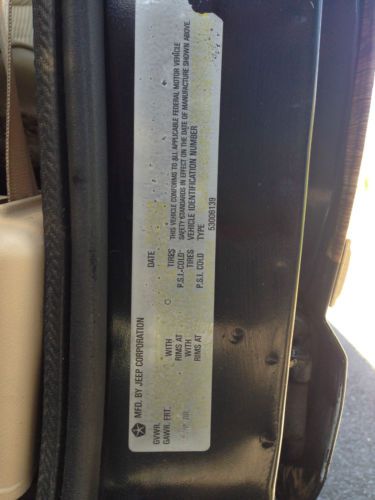 MFD. BY JEEP CORPORATION DATE THIS VEHICLE CONFORMS TO ALL APPLICABLE FEDERAL MOTOR VEHICLE
SAFETY STANDARDS IN EFFECT ON THE DATE OF MANUFACTURE SHOWN ABOVE.
GVWR. WITH TIRES VEHICLE IDENTIFICATION NUMBER
GAWR. FRT. RIMS AT P.S.I.-COLD TYPE
WITH TIRES
RIMS AT P.S.I. COLD 53006139